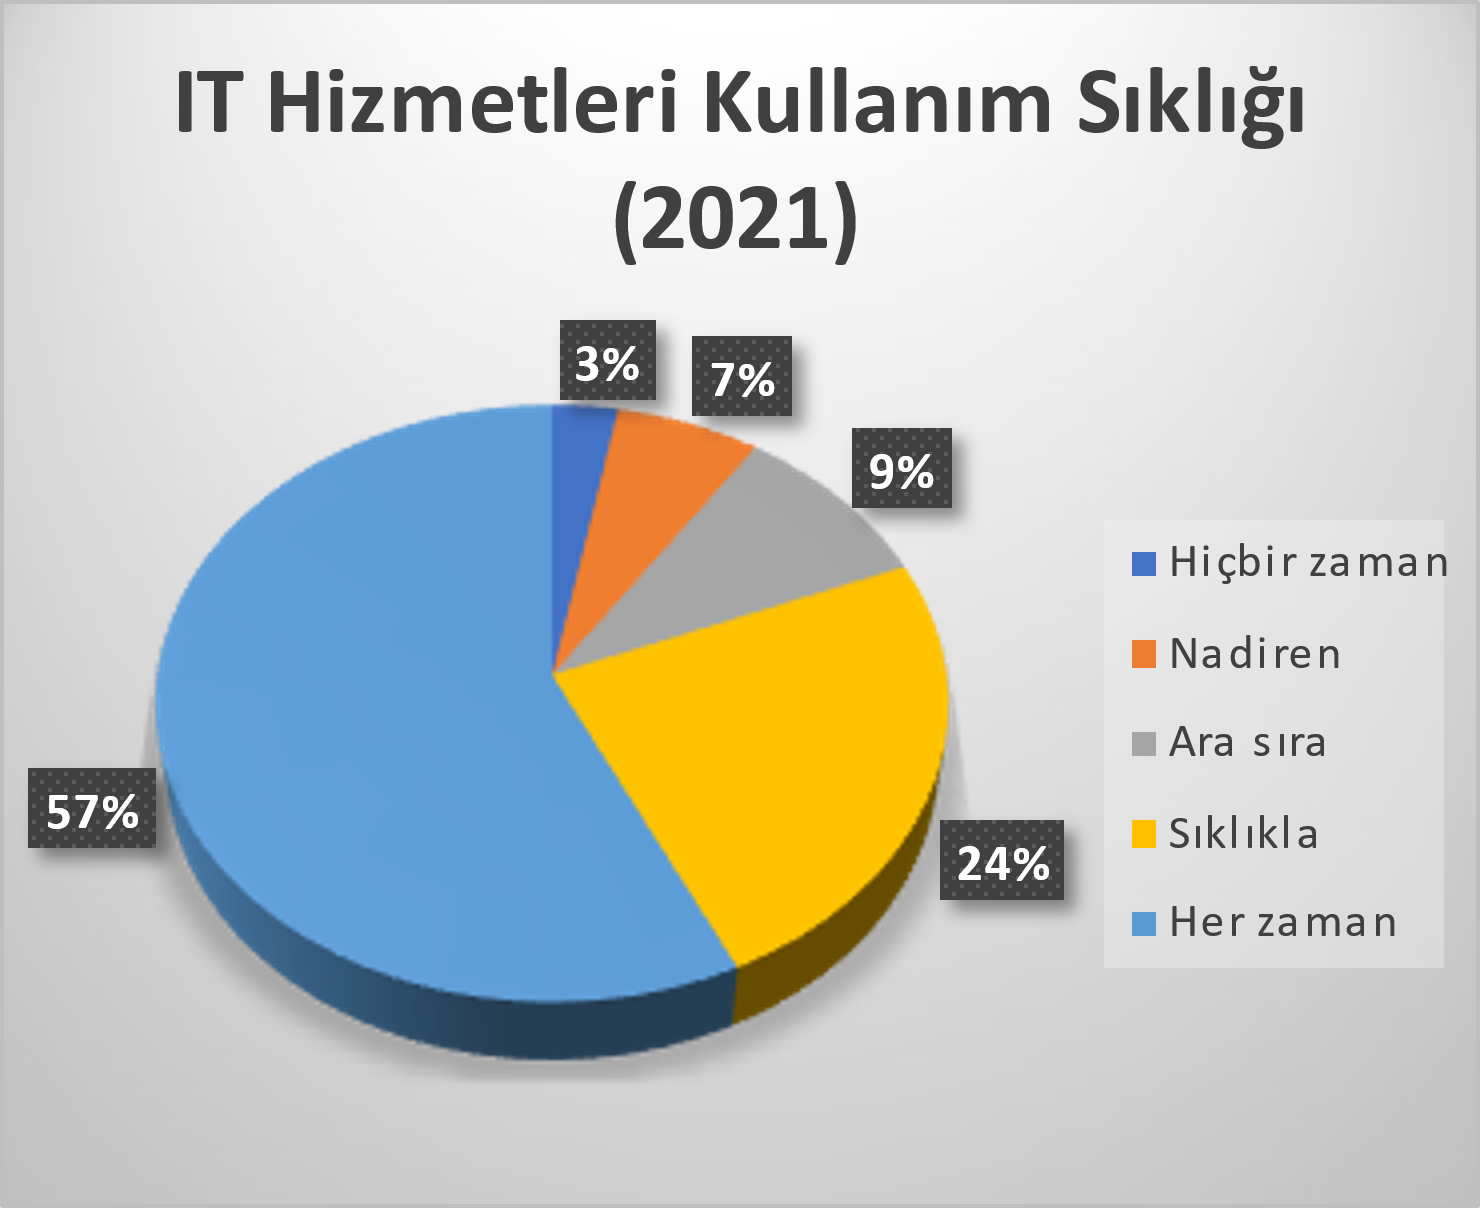 IT Hizmetleri Kullanım Sıklığı
(2021)
3%
7%
9%
24%
57%
Hiçbir zaman
Nadiren
Ara sıra
Sıklıkla
Her zaman